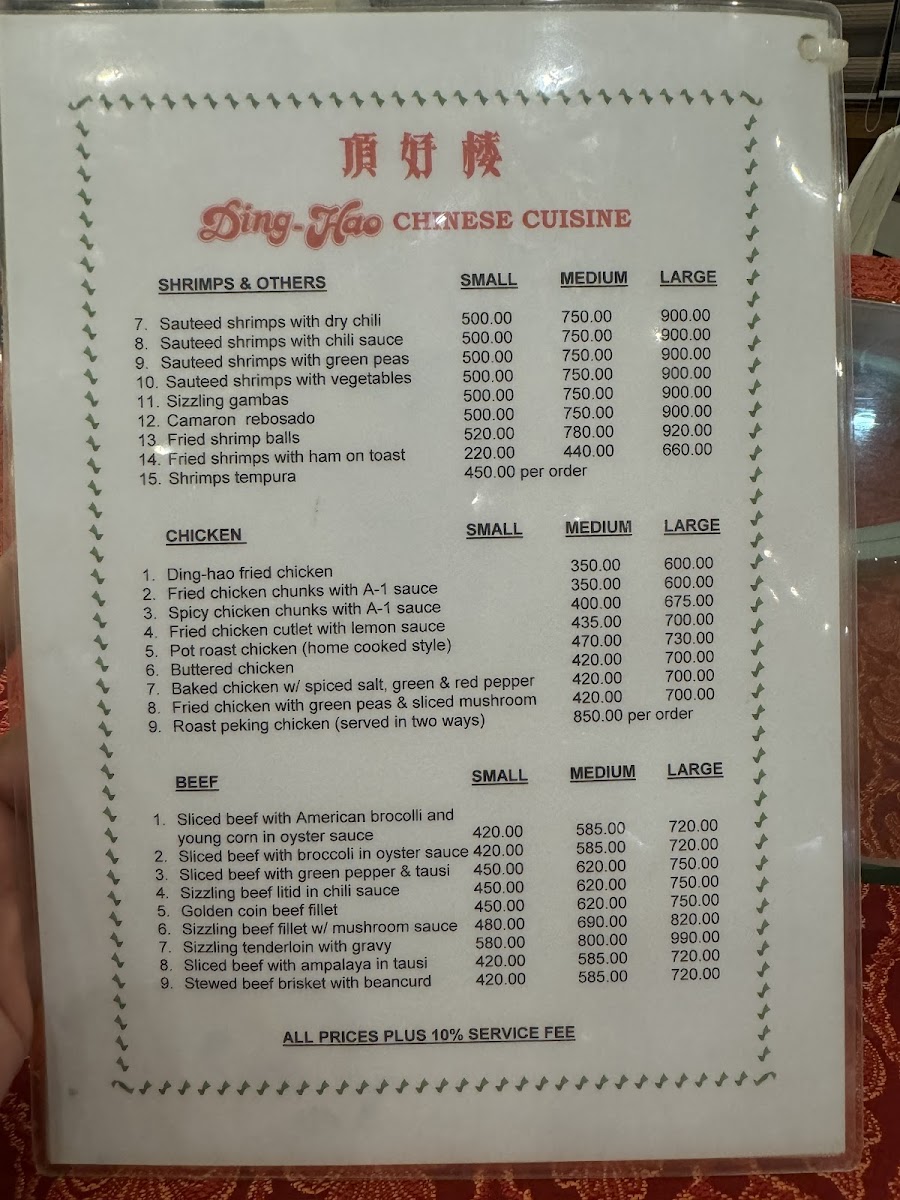 頂好樓
Ding-Hao CHINESE CUISINE
SHRIMPS & OTHERS SMALL MEDIUM LARGE
7. Sauteed shrimps with dry chili 500.00 750.00 900.00
8. Sauteed shrimps with chili sauce 500.00 750.00 900.00
9. Sauteed shrimps with green peas 500.00 750.00 900.00
10. Sauteed shrimps with vegetables 500.00 750.00 900.00
11. Sizzling gambas 500.00 750.00 900.00
12. Camaron rebosado 500.00 750.00 900.00
13. Fried shrimp balls 520.00 780.00 920.00
14. Fried shrimps with ham on toast 220.00 440.00 660.00
15. Shrimps tempura 450.00 per order
CHICKEN SMALL MEDIUM LARGE
1. Ding-hao fried chicken 350.00 600.00
2. Fried chicken chunks with A-1 sauce 350.00 600.00
3. Spicy chicken chunks with A-1 sauce 400.00 675.00
4. Fried chicken cutlet with lemon sauce 435.00 700.00
5. Pot roast chicken (home cooked style) 470.00 730.00
6. Buttered chicken 420.00 700.00
7. Baked chicken w/ spiced salt, green & red pepper 420.00 700.00
8. Fried chicken with green peas & sliced mushroom 420.00 700.00
9. Roast peking chicken (served in two ways) 850.00 per order
BEEF SMALL MEDIUM LARGE
1. Sliced beef with American brocolli and
young corn in oyster sauce 420.00 585.00 720.00
2. Sliced beef with broccoli in oyster sauce 420.00 585.00 720.00
3. Sliced beef with green pepper & tausi 450.00 620.00 750.00
4. Sizzling beef litid in chili sauce 450.00 620.00 750.00
5. Golden coin beef fillet 450.00 620.00 750.00
6. Sizzling beef fillet w/ mushroom sauce 480.00 690.00 820.00
7. Sizzling tenderloin with gravy 580.00 800.00 990.00
8. Sliced beef with ampalaya in tausi 420.00 585.00 720.00
9. Stewed beef brisket with beancurd 420.00 585.00 720.00
ALL PRICES PLUS 10% SERVICE FEE